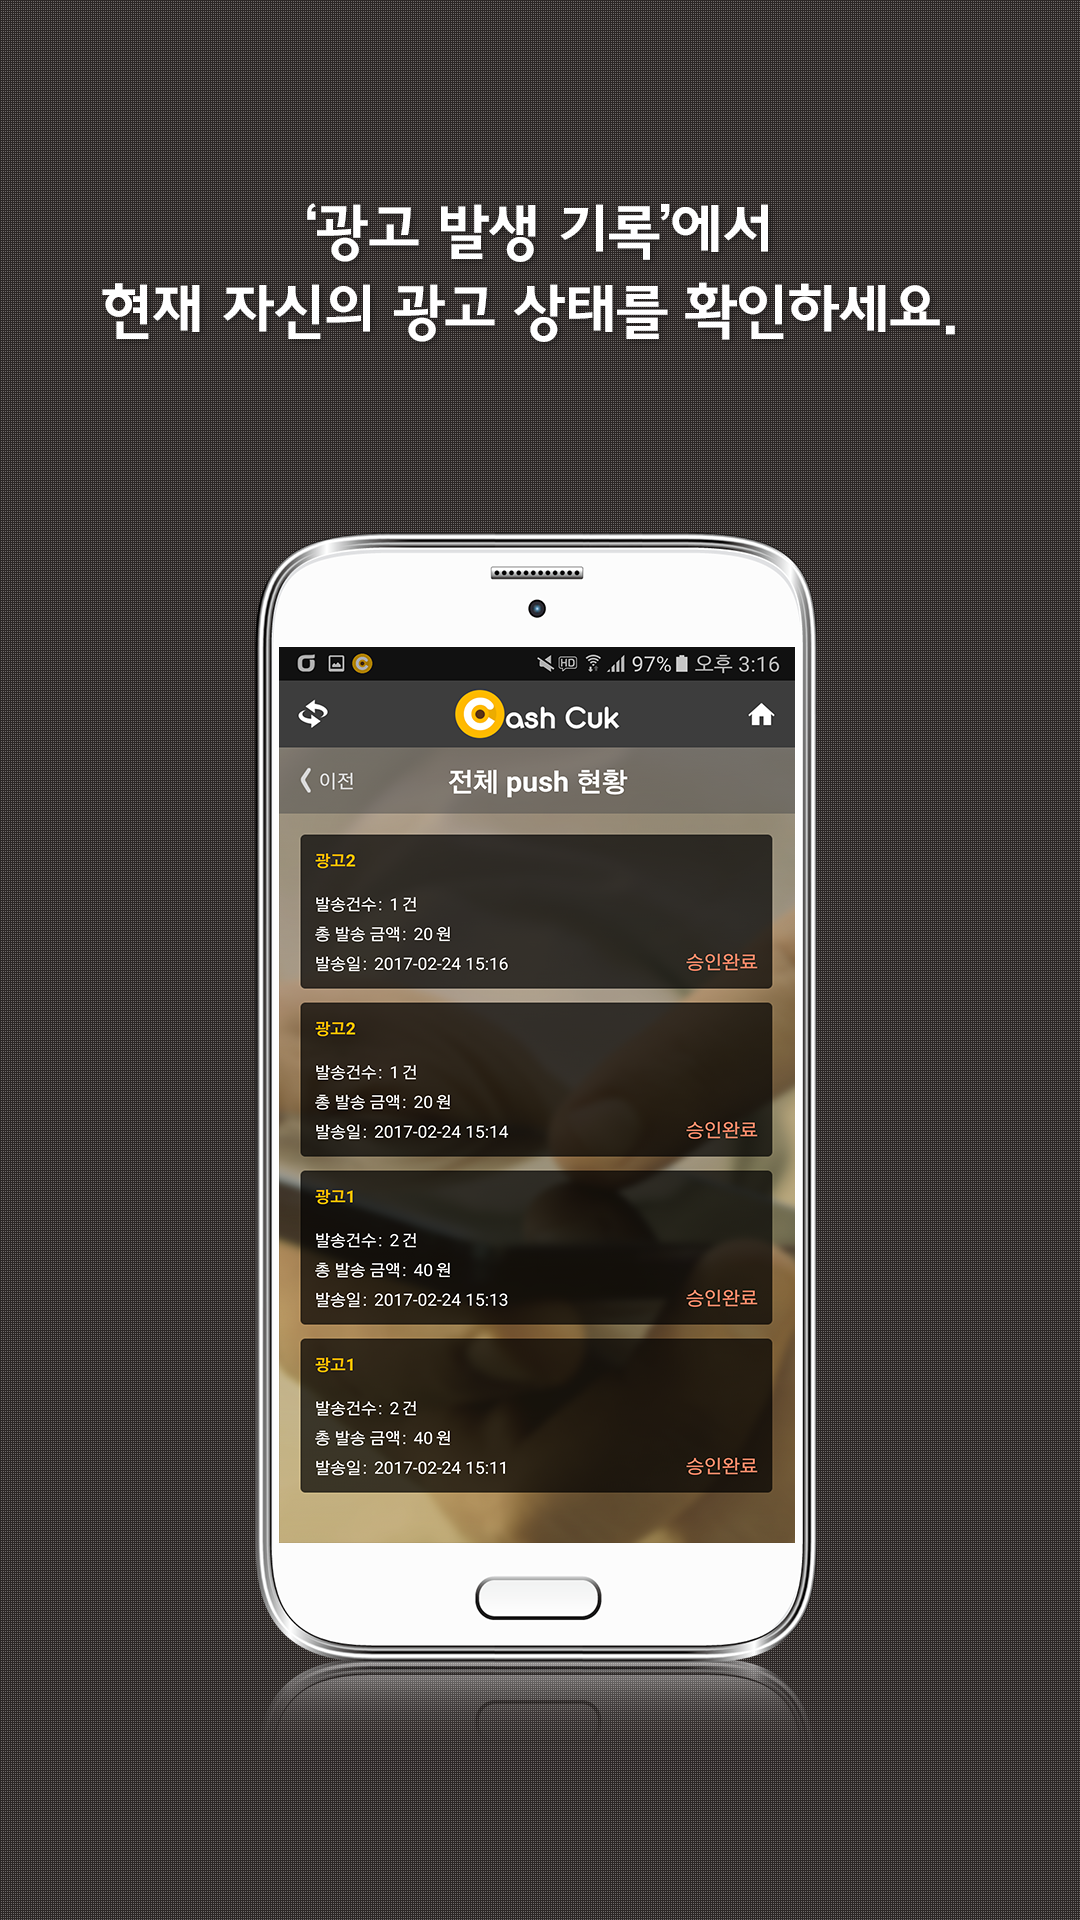 ‘광고 발생 기록’에서
현재 자신의 광고 상태를 확인하세요.
HD 97% 오후 3:16
Cash Cuk
이전 전체 push 현황
광고2
발송건수: 1 건
총 발송 금액: 20 원
발송일: 2017-02-24 15:16 승인완료
광고2
발송건수: 1 건
총 발송 금액: 20 원
발송일: 2017-02-24 15:14 승인완료
광고1
발송건수: 2 건
총 발송 금액: 40 원
발송일: 2017-02-24 15:13 승인완료
광고1
발송건수: 2 건
총 발송 금액: 40 원
발송일: 2017-02-24 15:11 승인완료